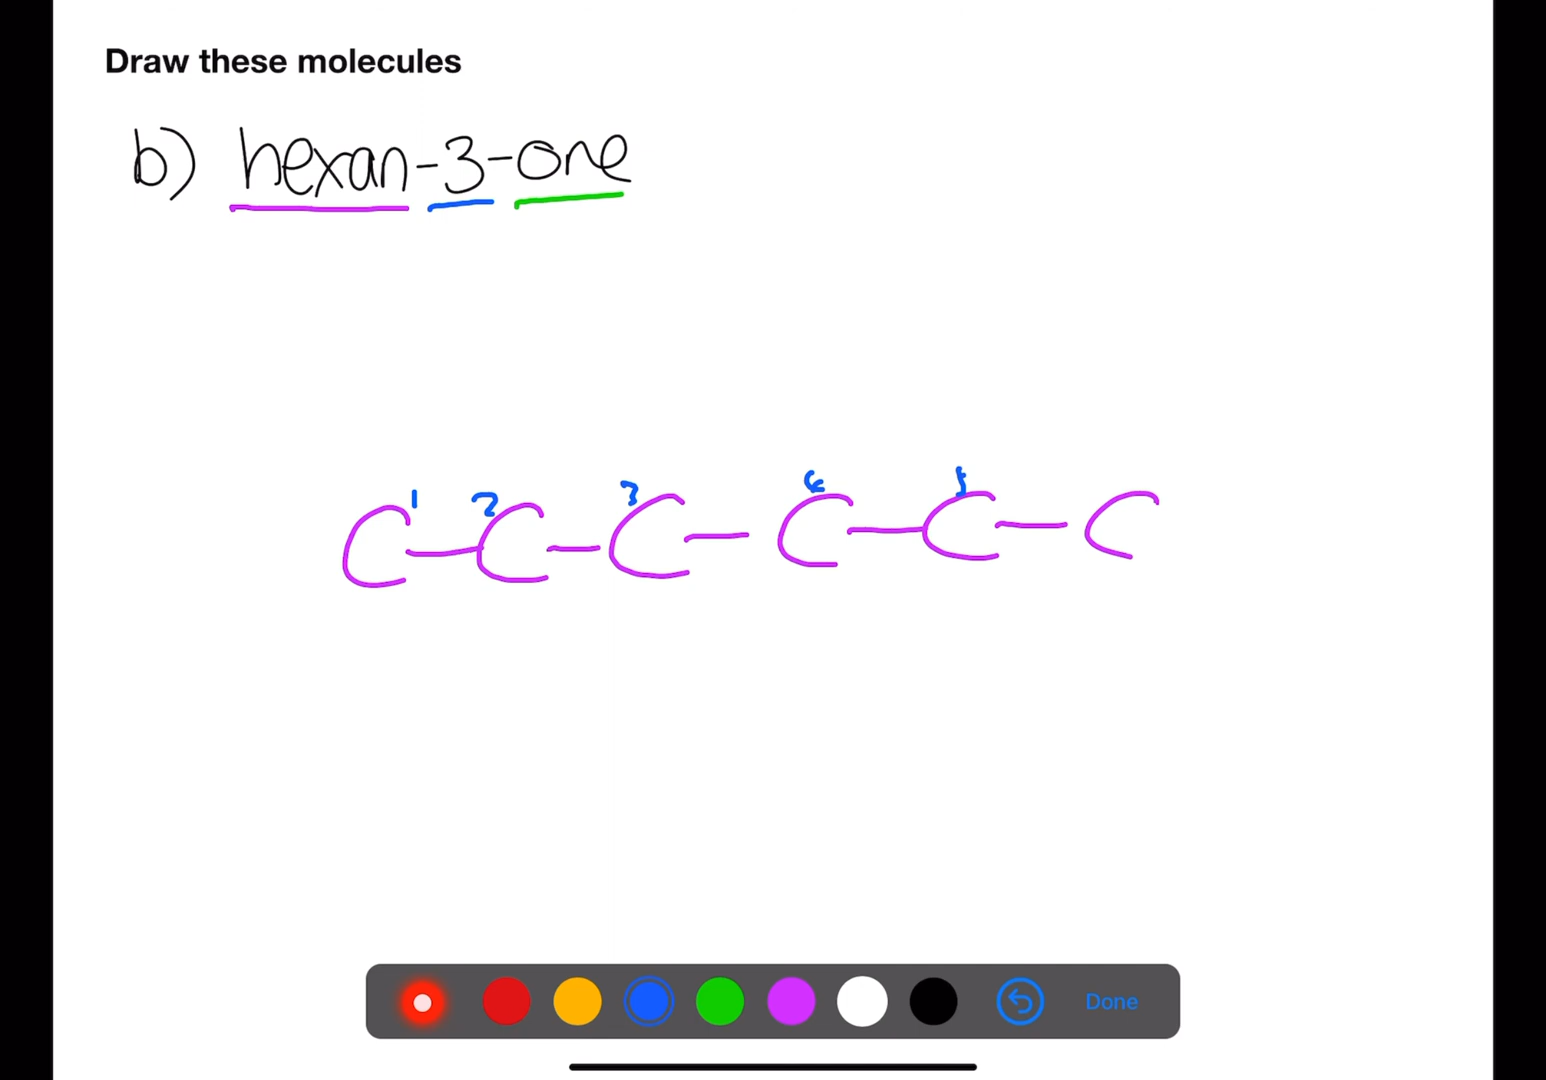 Draw these molecules
b) hexan-3-one
1 2 3 4 5
C-C-C-C-C-C
Done